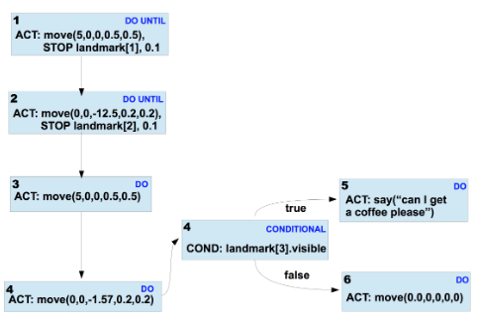 1 DO UNTIL
ACT: move(5,0,0,0.5,0.5),
STOP landmark[1], 0.1
2 DO UNTIL
ACT: move(0,0,-12.5,0.2,0.2),
STOP landmark[2], 0.1
3 DO
ACT: move(5,0,0,0.5,0.5)
4 DO
ACT: move(0,0,-1.57,0.2,0.2)
4 CONDITIONAL
COND: landmark[3].visible
true
false
5 DO
ACT: say("can I get
a coffee please")
6 DO
ACT: move(0.0,0,0,0,0)